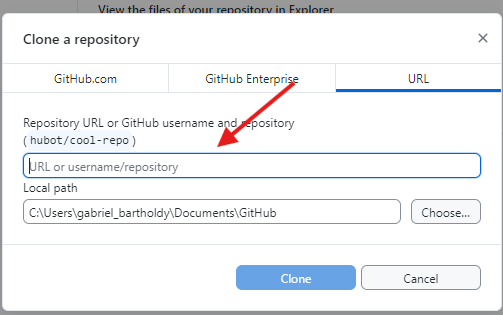 View the files of your repository in Explorer
Clone a repository
GitHub.com GitHub Enterprise URL
Repository URL or GitHub username and repository
( hubot/cool-repo )
URL or username/repository
Local path
C:\Users\gabriel_bartholdy\Documents\GitHub Choose...
Clone Cancel